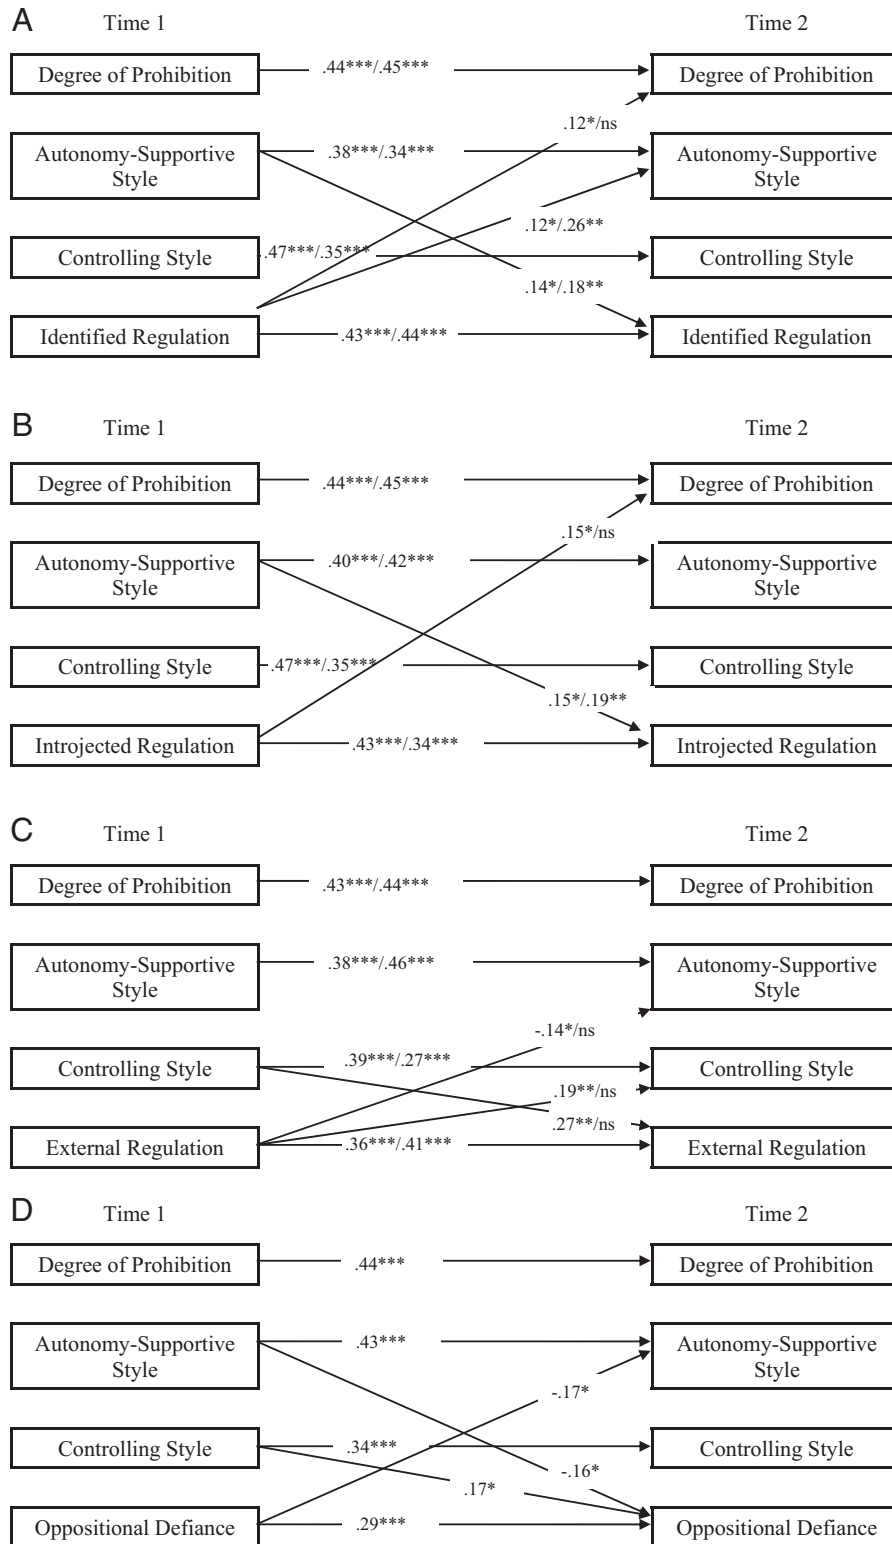 A
Time 1
Time 2
Degree of Prohibition
.44***/.45***
Degree of Prohibition
.12*/ns
Autonomy-Supportive
Style
.38***/.34***
Autonomy-Supportive
Style
.12*/.26**
Controlling Style
.47***/.35***
Controlling Style
.14*/.18**
Identified Regulation
.43***/.44***
Identified Regulation
B
Time 1
Time 2
Degree of Prohibition
.44***/.45***
Degree of Prohibition
.15*/ns
Autonomy-Supportive
Style
.40***/.42***
Autonomy-Supportive
Style
Controlling Style
.47***/.35***
Controlling Style
.15*/.19**
Introjected Regulation
.43***/.34***
Introjected Regulation
C
Time 1
Time 2
Degree of Prohibition
.43***/.44***
Degree of Prohibition
Autonomy-Supportive
Style
.38***/.46***
Autonomy-Supportive
Style
-.14*/ns
Controlling Style
.39***/.27***
Controlling Style
.19**/ns
.27**/ns
External Regulation
.36***/.41***
External Regulation
D
Time 1
Time 2
Degree of Prohibition
.44***
Degree of Prohibition
Autonomy-Supportive
Style
.43***
Autonomy-Supportive
Style
-.17*
Controlling Style
.34***
Controlling Style
-.16*
.17*
Oppositional Defiance
.29***
Oppositional Defiance